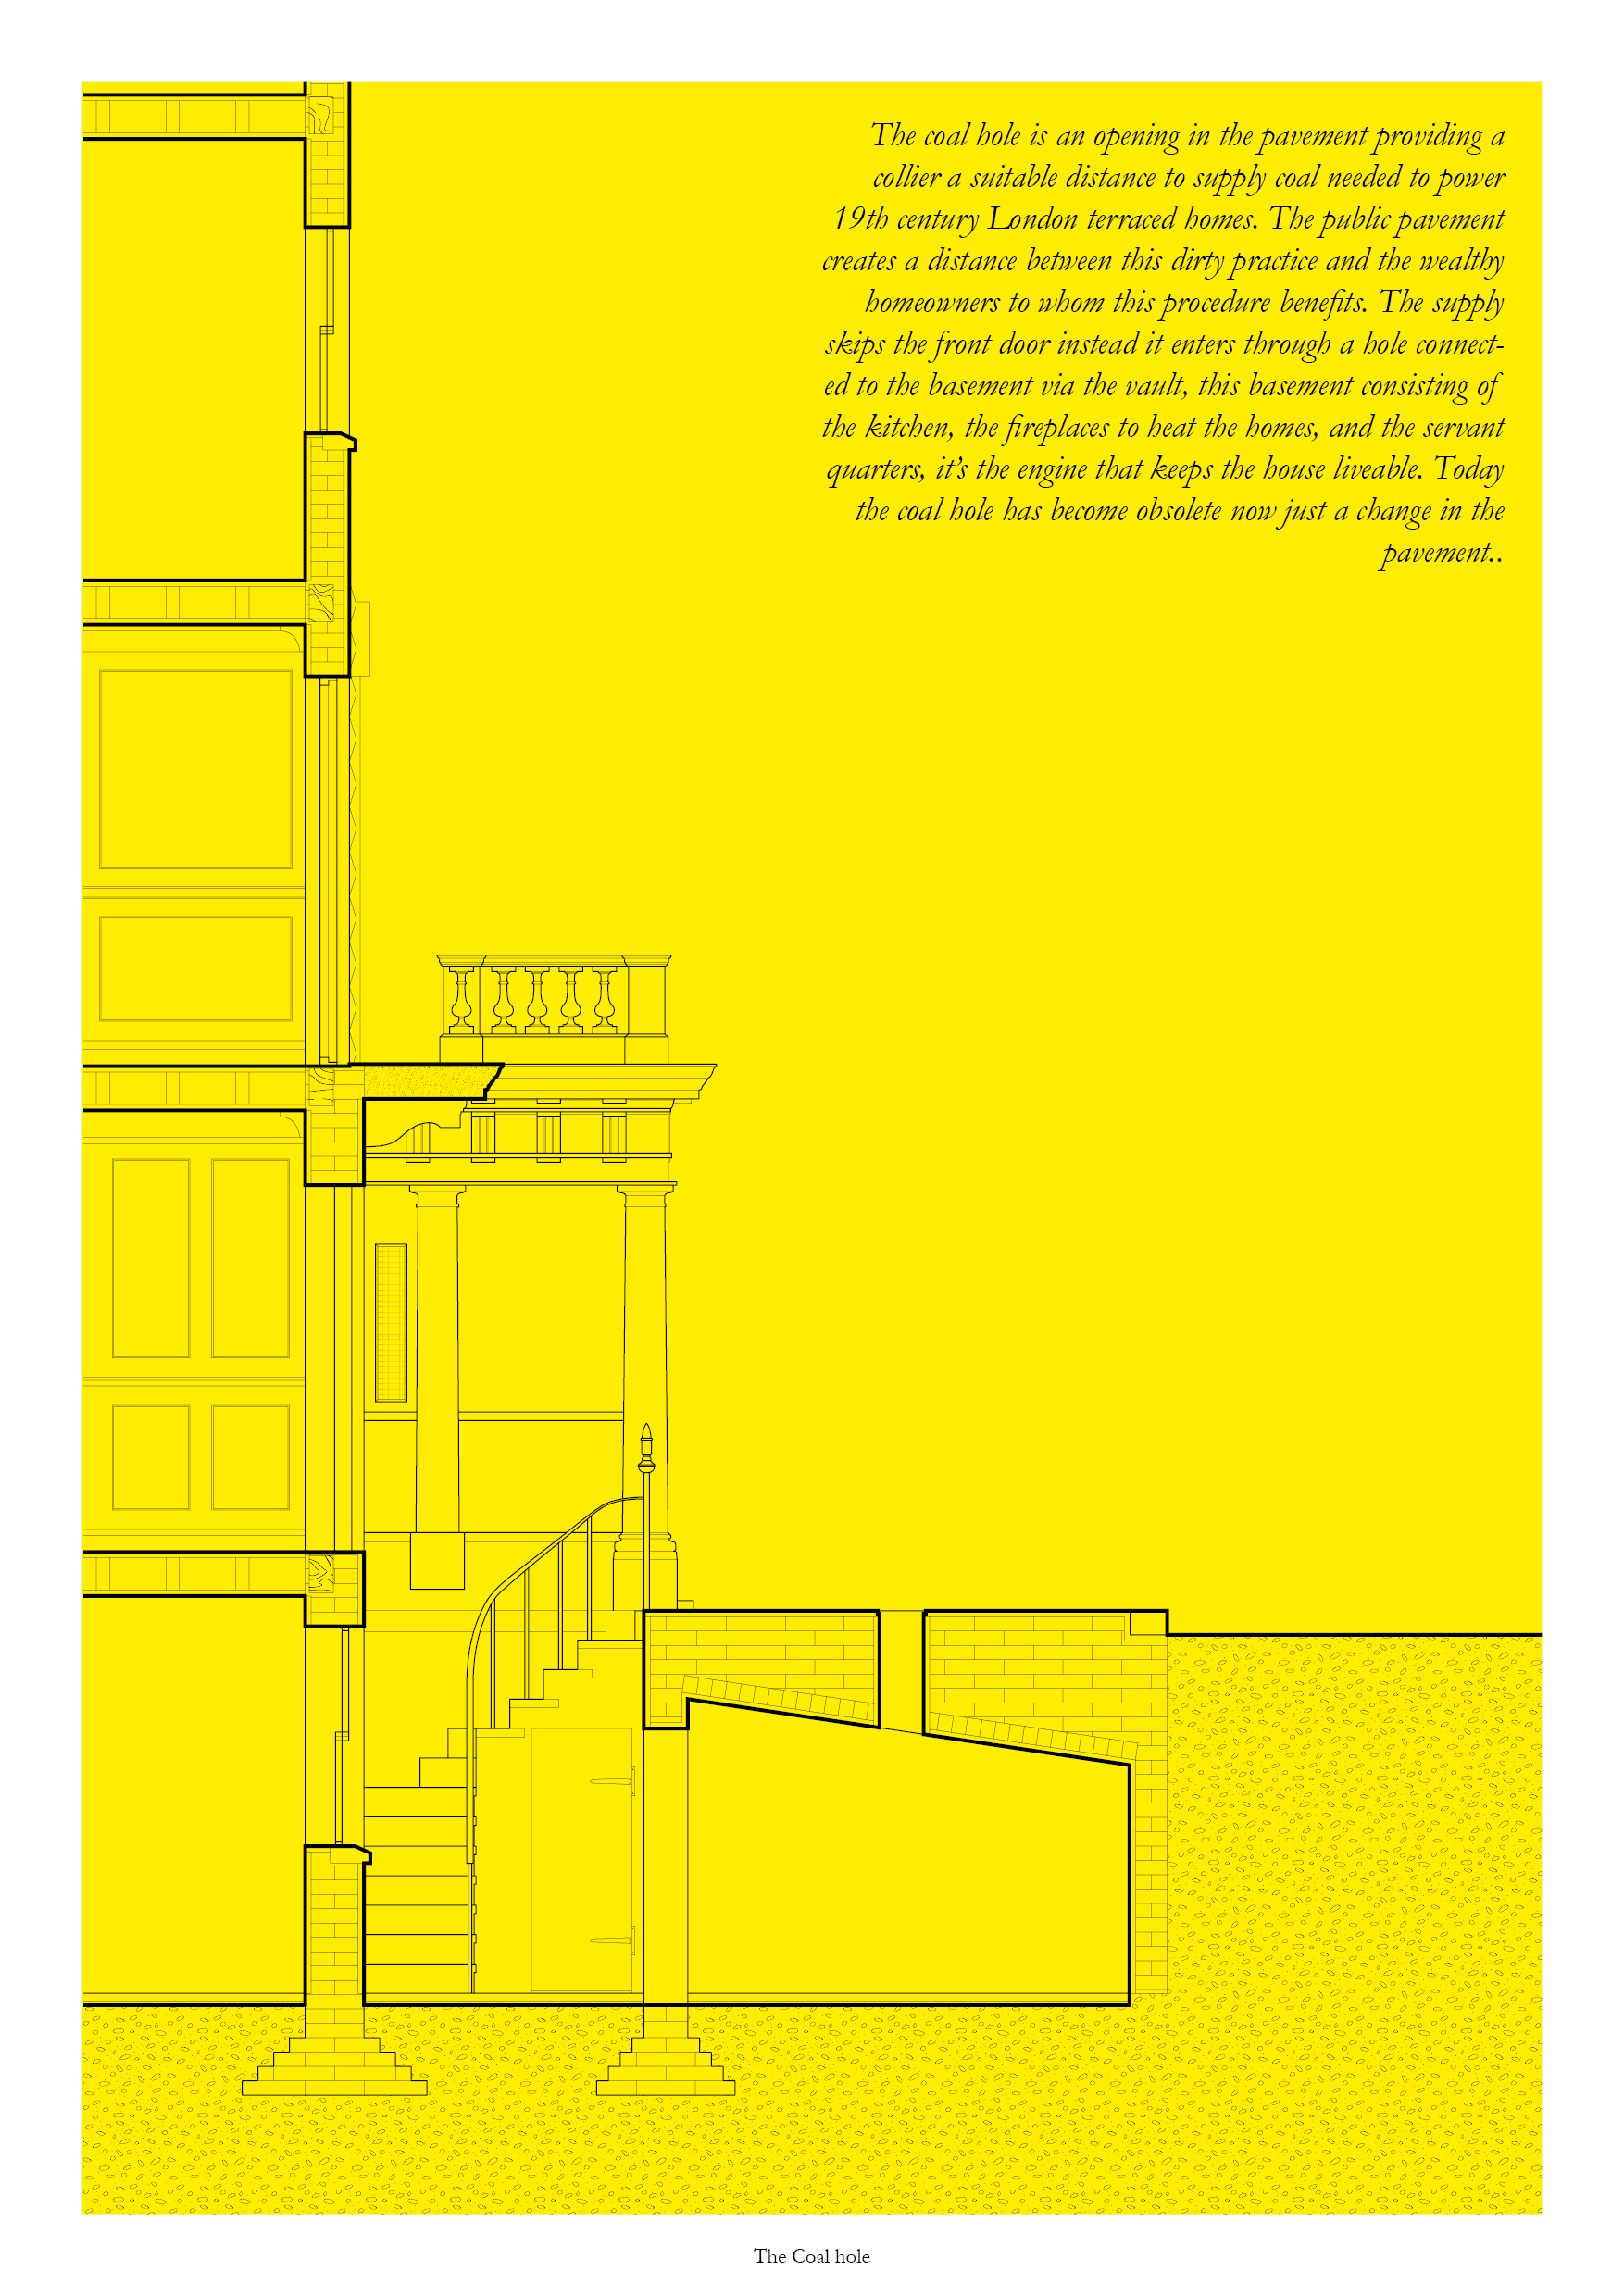 The coal hole is an opening in the pavement providing a
collier a suitable distance to supply coal needed to power
19th century London terraced homes. The public pavement
creates a distance between this dirty practice and the wealthy
homeowners to whom this procedure benefits. The supply
skips the front door instead it enters through a hole connect-
ed to the basement via the vault, this basement consisting of
the kitchen, the fireplaces to heat the homes, and the servant
quarters, it’s the engine that keeps the house liveable. Today
the coal hole has become obsolete now just a change in the
pavement..
The Coal hole